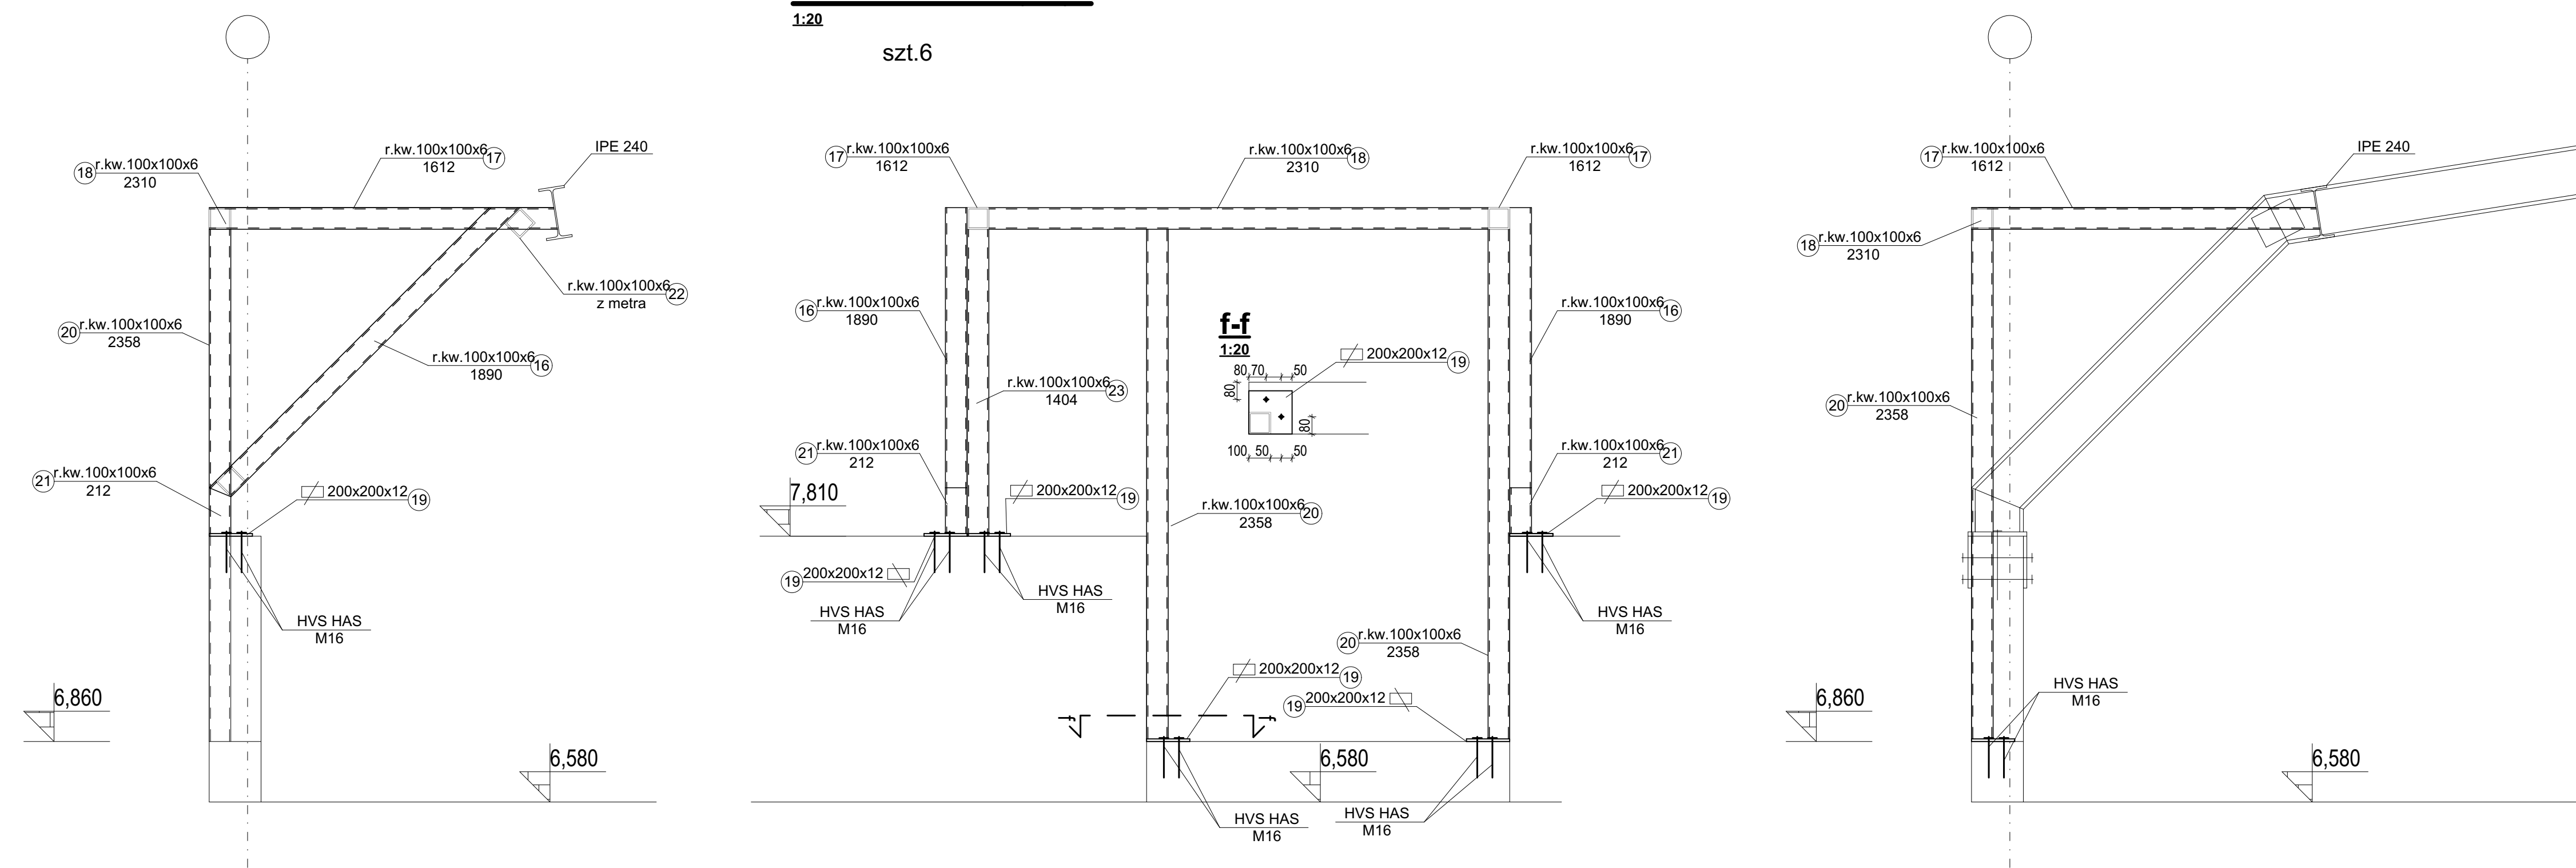 1:20
szt.6
18
r.kw.100x100x6
2310
r.kw.100x100x6
17
1612
IPE 240
r.kw.100x100x6
22
z metra
20
r.kw.100x100x6
2358
r.kw.100x100x6
16
1890
21
r.kw.100x100x6
212
200x200x12
19
HVS HAS
M16
6,860
6,580
17
r.kw.100x100x6
1612
r.kw.100x100x6
18
2310
r.kw.100x100x6
17
1612
16
r.kw.100x100x6
1890
r.kw.100x100x6
16
1890
f-f
1:20
200x200x12
19
80
70
50
80
80
100
50
50
r.kw.100x100x6
23
1404
21
r.kw.100x100x6
212
r.kw.100x100x6
21
212
7,810
200x200x12
19
200x200x12
19
r.kw.100x100x6
20
2358
19
200x200x12
HVS HAS
M16
HVS HAS
M16
HVS HAS
M16
20
r.kw.100x100x6
2358
200x200x12
19
19
200x200x12
f
f
6,580
HVS HAS
M16
HVS HAS
M16
17
r.kw.100x100x6
1612
IPE 240
18
r.kw.100x100x6
2310
20
r.kw.100x100x6
2358
6,860
HVS HAS
M16
6,580